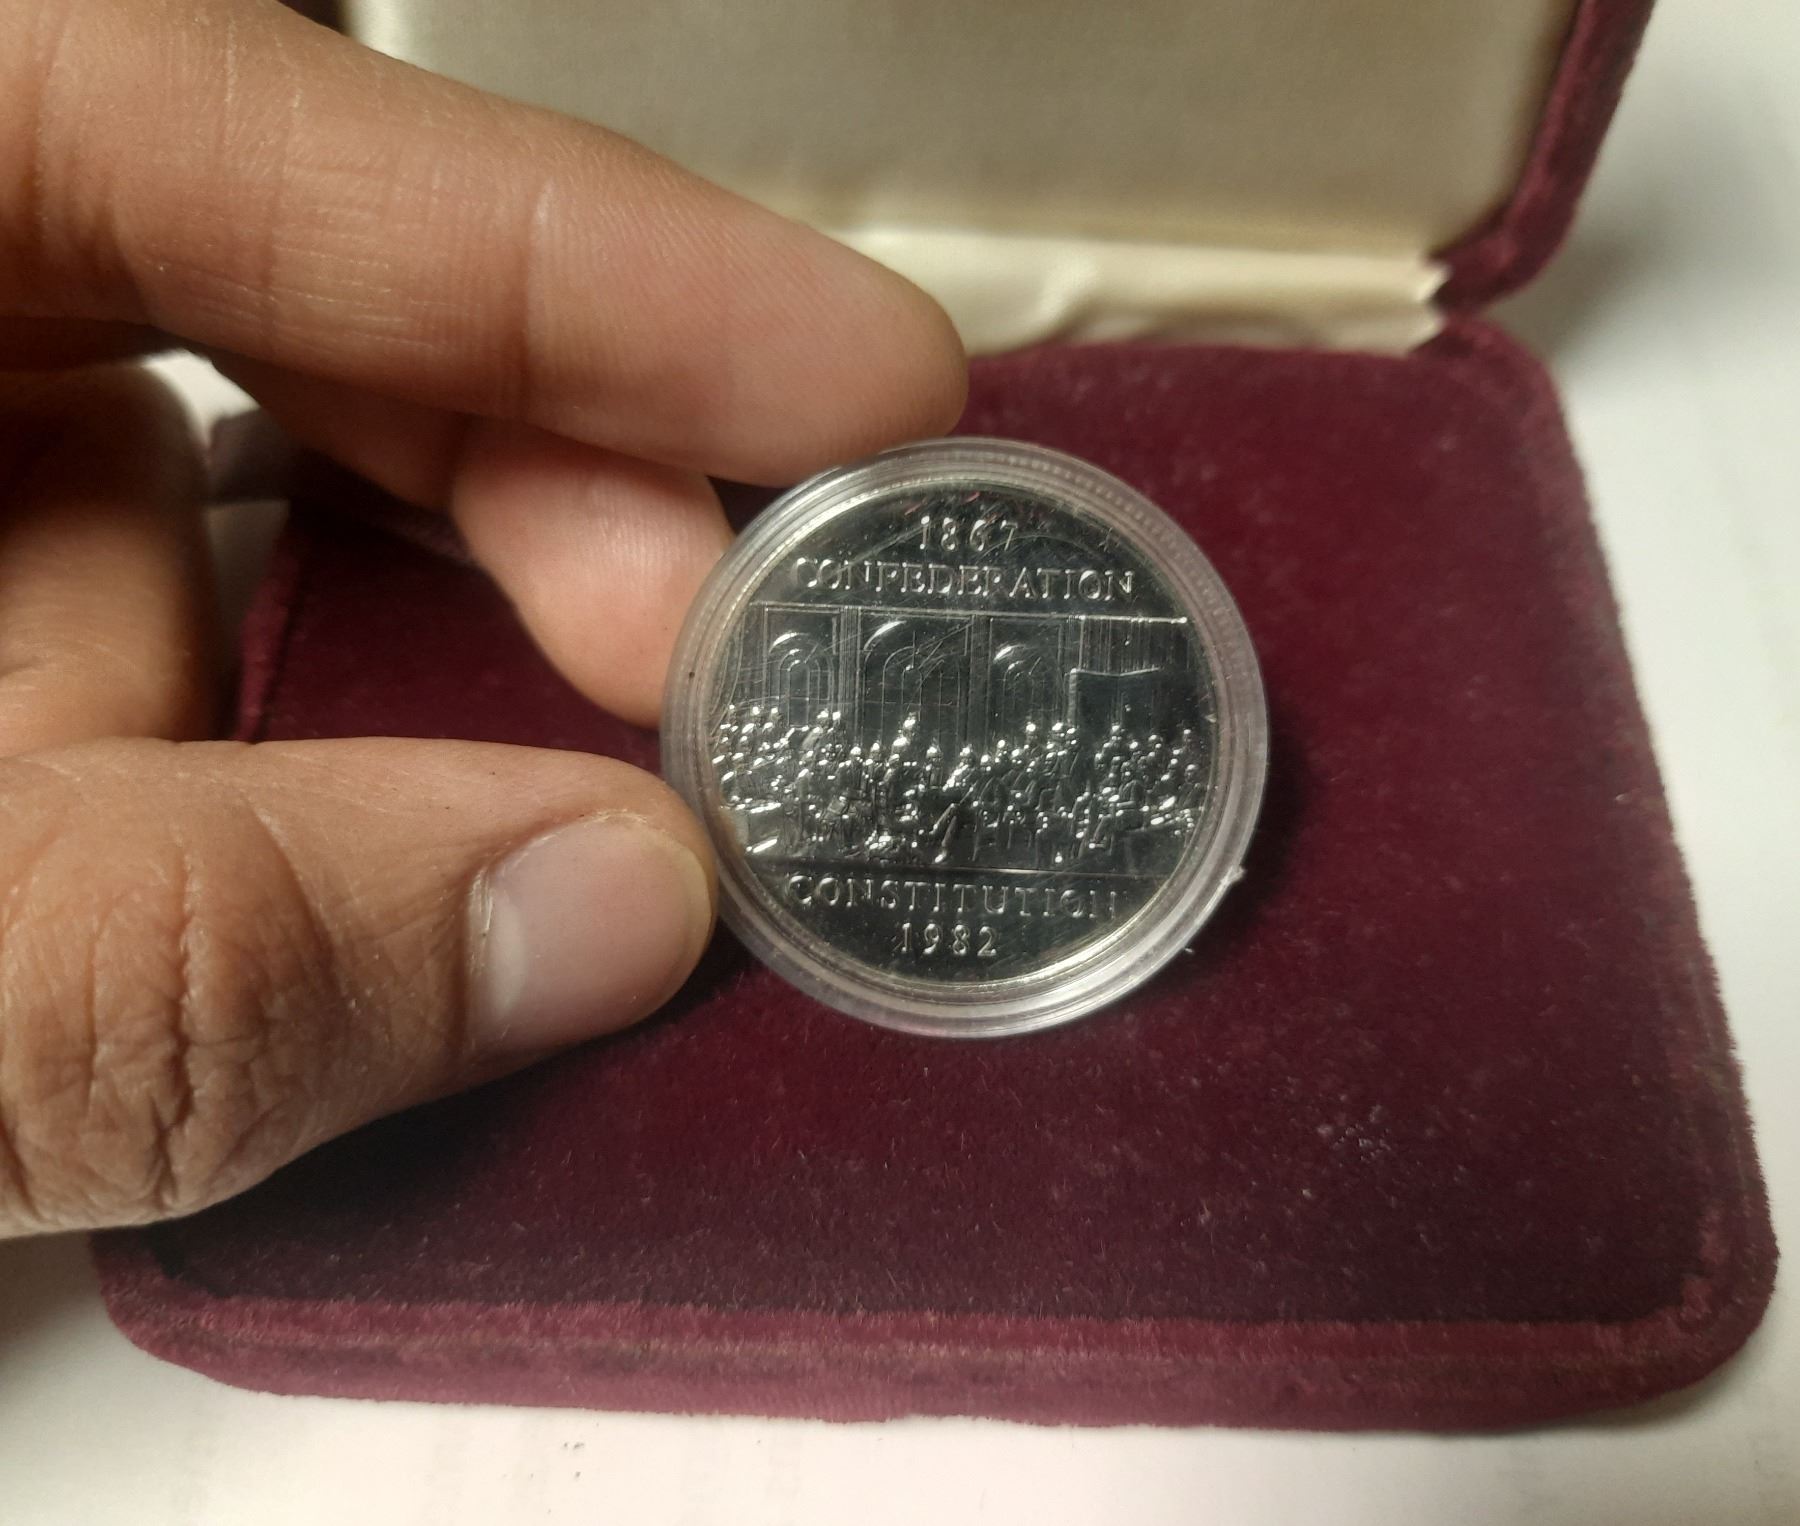 1867
CONFEDERATION
CONSTITUTION
1982